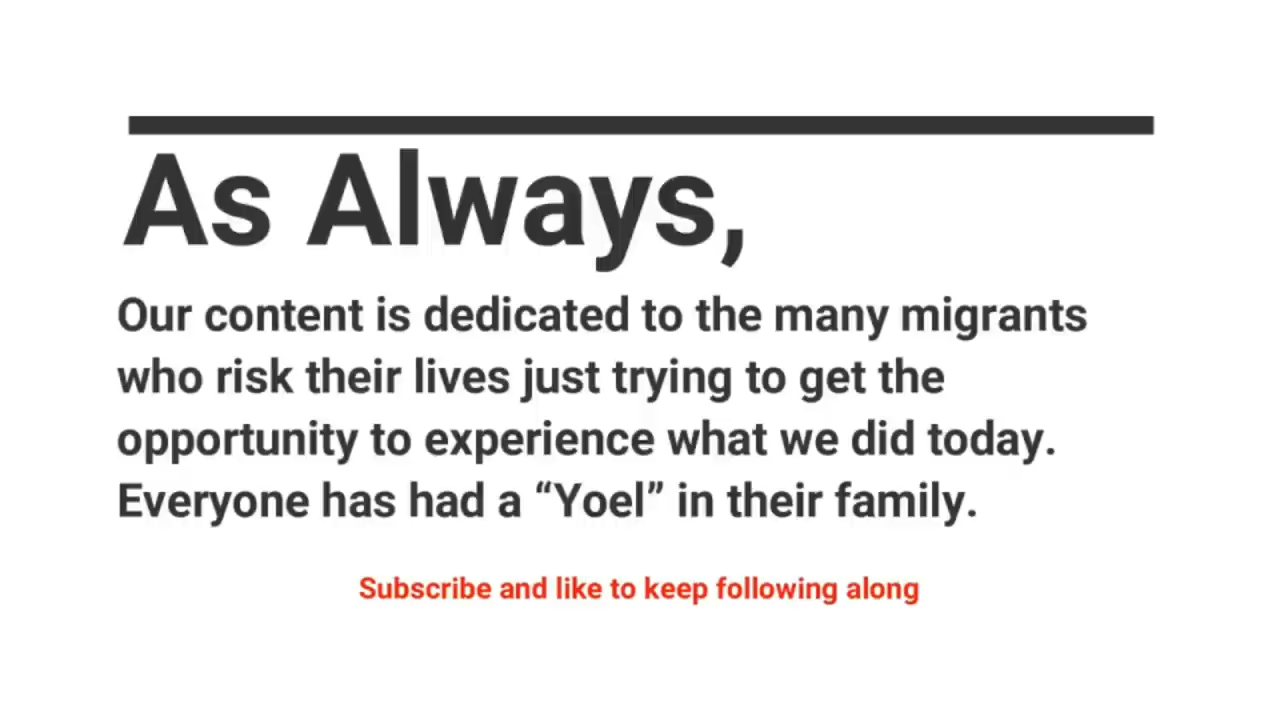 As Always,
Our content is dedicated to the many migrants
who risk their lives just trying to get the
opportunity to experience what we did today.
Everyone has had a “Yoel” in their family.
Subscribe and like to keep following along